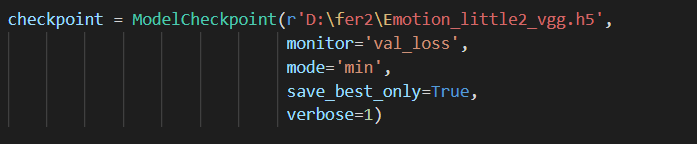 checkpoint = ModelCheckpoint(r'D:\fer2\Emotion_little2_vgg.h5',
monitor='val_loss',
mode='min',
save_best_only=True,
verbose=1)